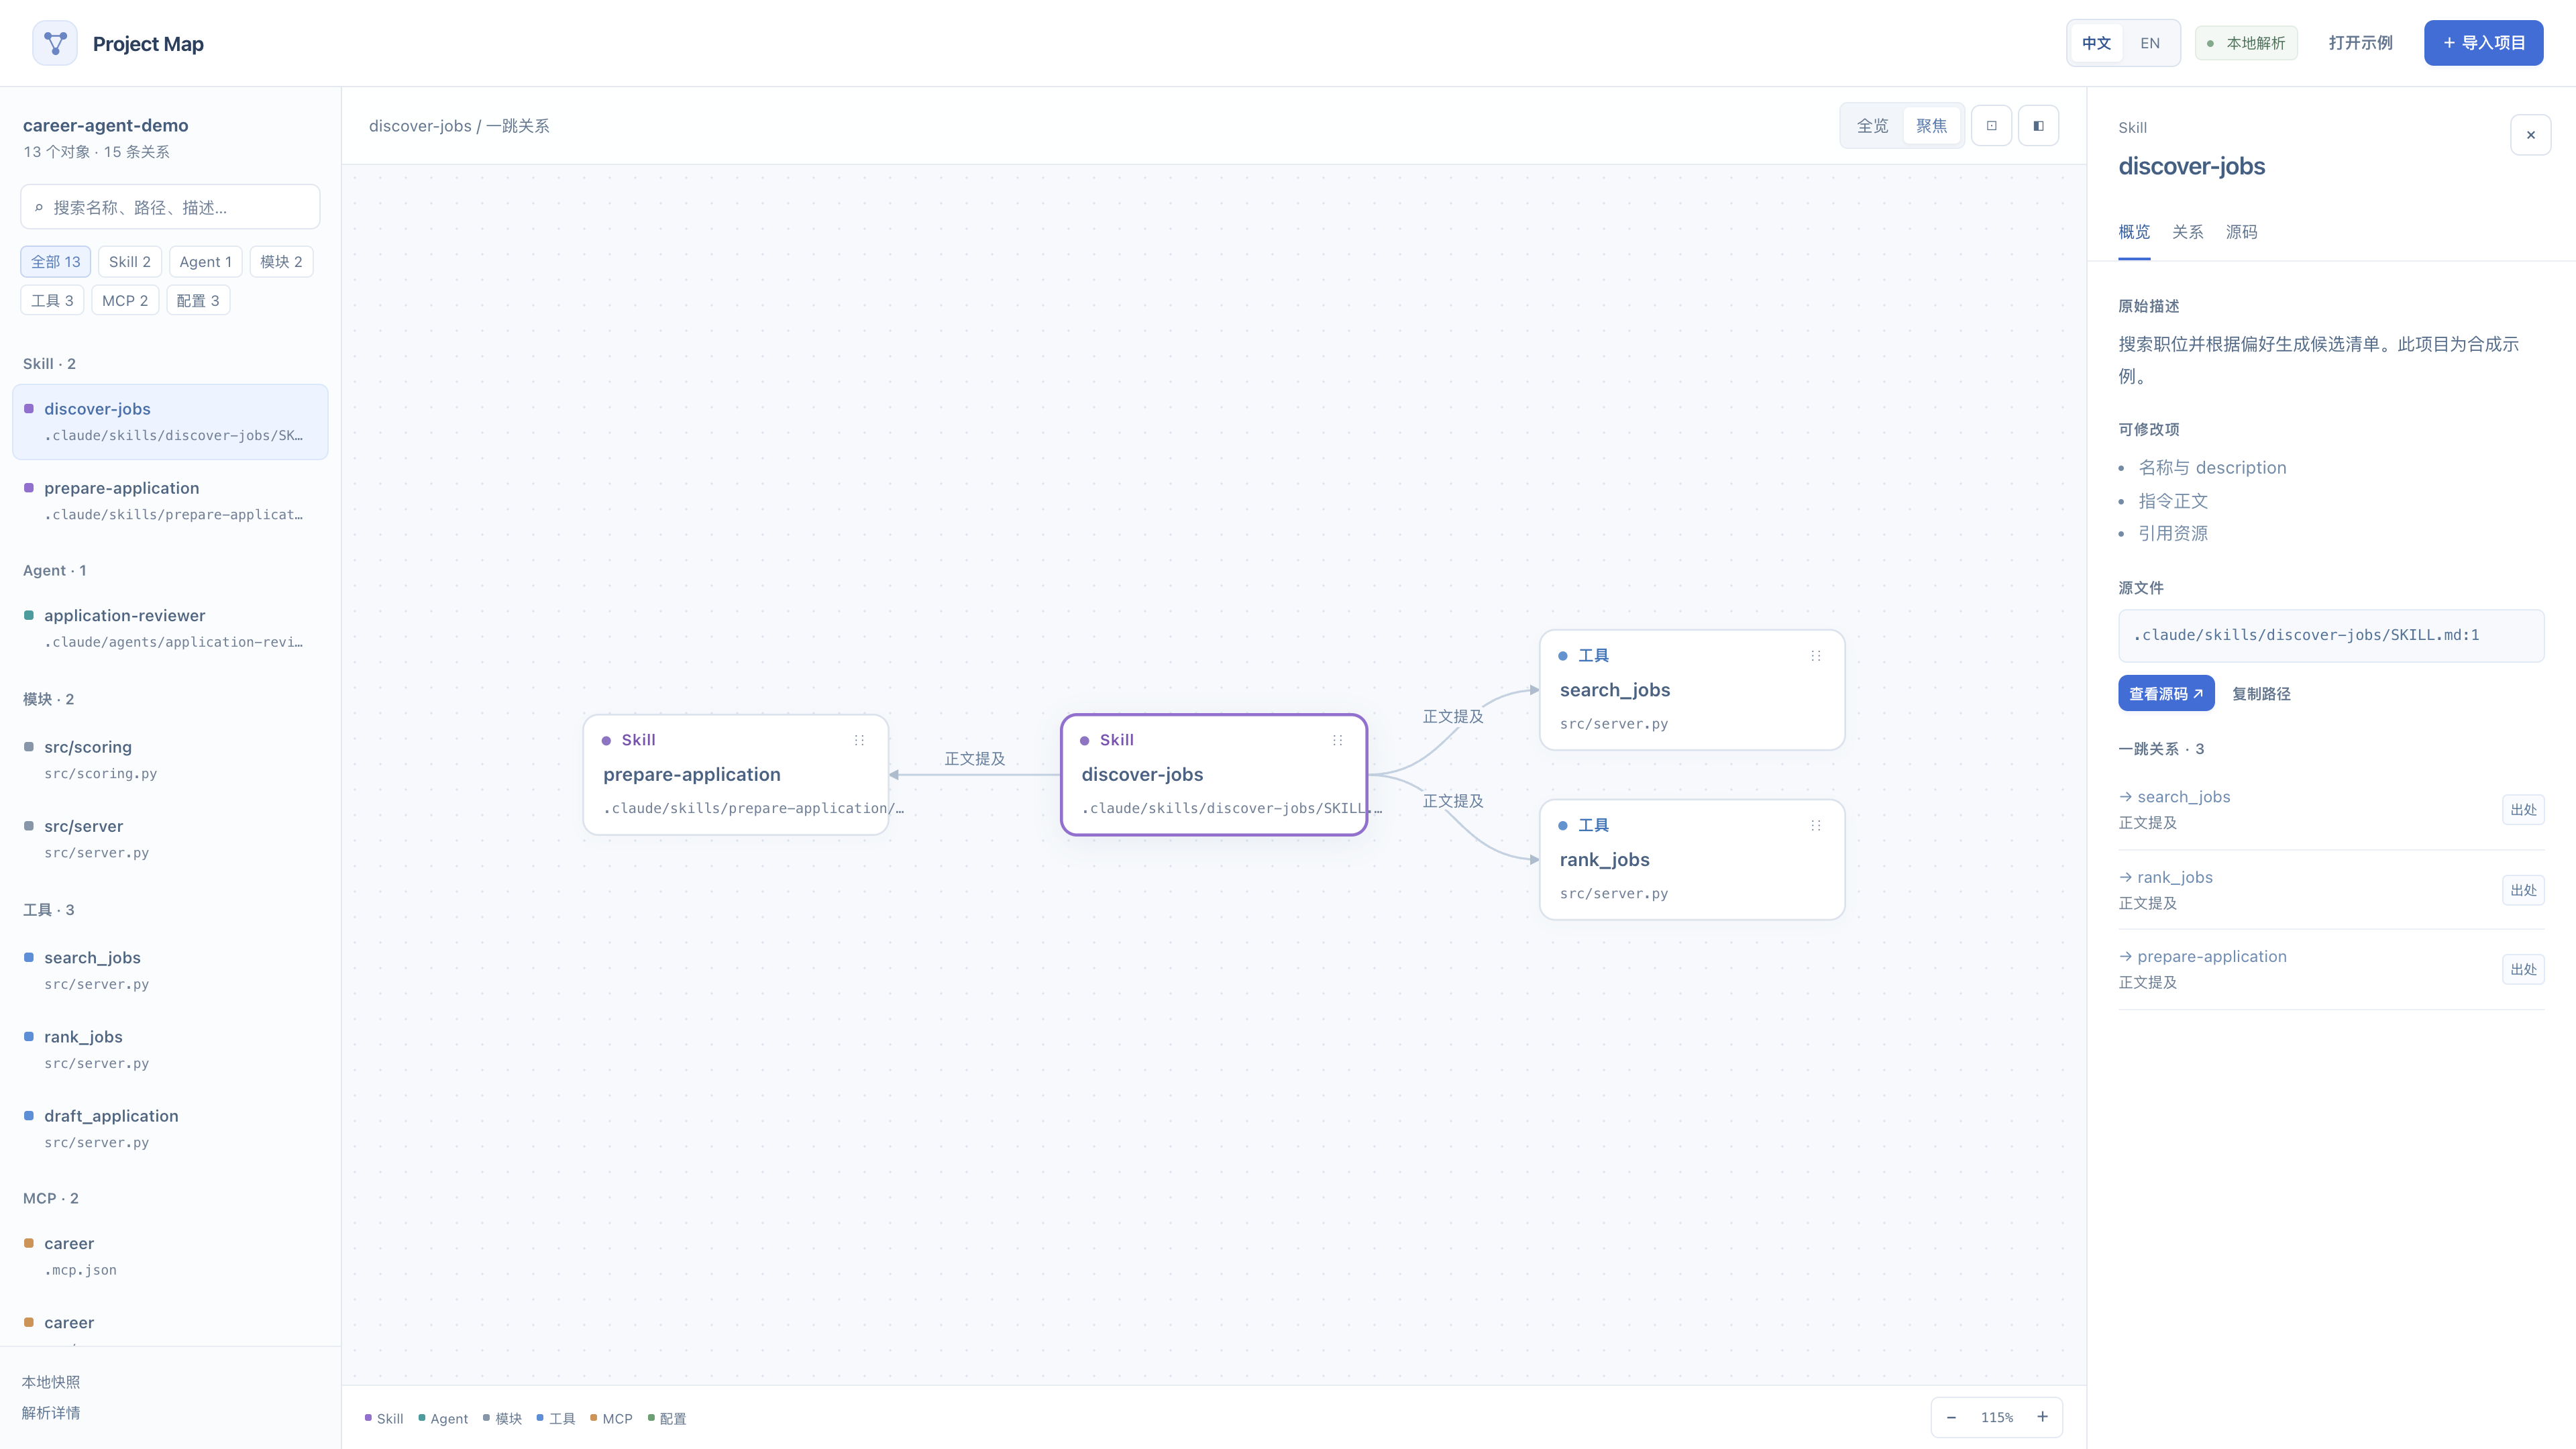 Project Map
中文
EN
本地解析
打开示例
+ 导入项目
career-agent-demo
13 个对象 · 15 条关系
搜索名称、路径、描述...
全部 13
Skill 2
Agent 1
模块 2
工具 3
MCP 2
配置 3
Skill · 2
discover-jobs
.claude/skills/discover-jobs/SK…
prepare-application
.claude/skills/prepare-applicat…
Agent · 1
application-reviewer
.claude/agents/application-revi…
模块 · 2
src/scoring
src/scoring.py
src/server
src/server.py
工具 · 3
search_jobs
src/server.py
rank_jobs
src/server.py
draft_application
src/server.py
MCP · 2
career
.mcp.json
career
本地快照
解析详情
discover-jobs / 一跳关系
全览
聚焦
Skill
prepare-application
.claude/skills/prepare-application/…
正文提及
Skill
discover-jobs
.claude/skills/discover-jobs/SKILL.…
正文提及
正文提及
工具
search_jobs
src/server.py
工具
rank_jobs
src/server.py
Skill
Agent
模块
工具
MCP
配置
− 115% +
Skill
×
discover-jobs
概览
关系
源码
原始描述
搜索职位并根据偏好生成候选清单。此项目为合成示
例。
可修改项
• 名称与 description
• 指令正文
• 引用资源
源文件
.claude/skills/discover-jobs/SKILL.md:1
查看源码 ↗
复制路径
一跳关系 · 3
→ search_jobs
正文提及
出处
→ rank_jobs
正文提及
出处
→ prepare-application
正文提及
出处